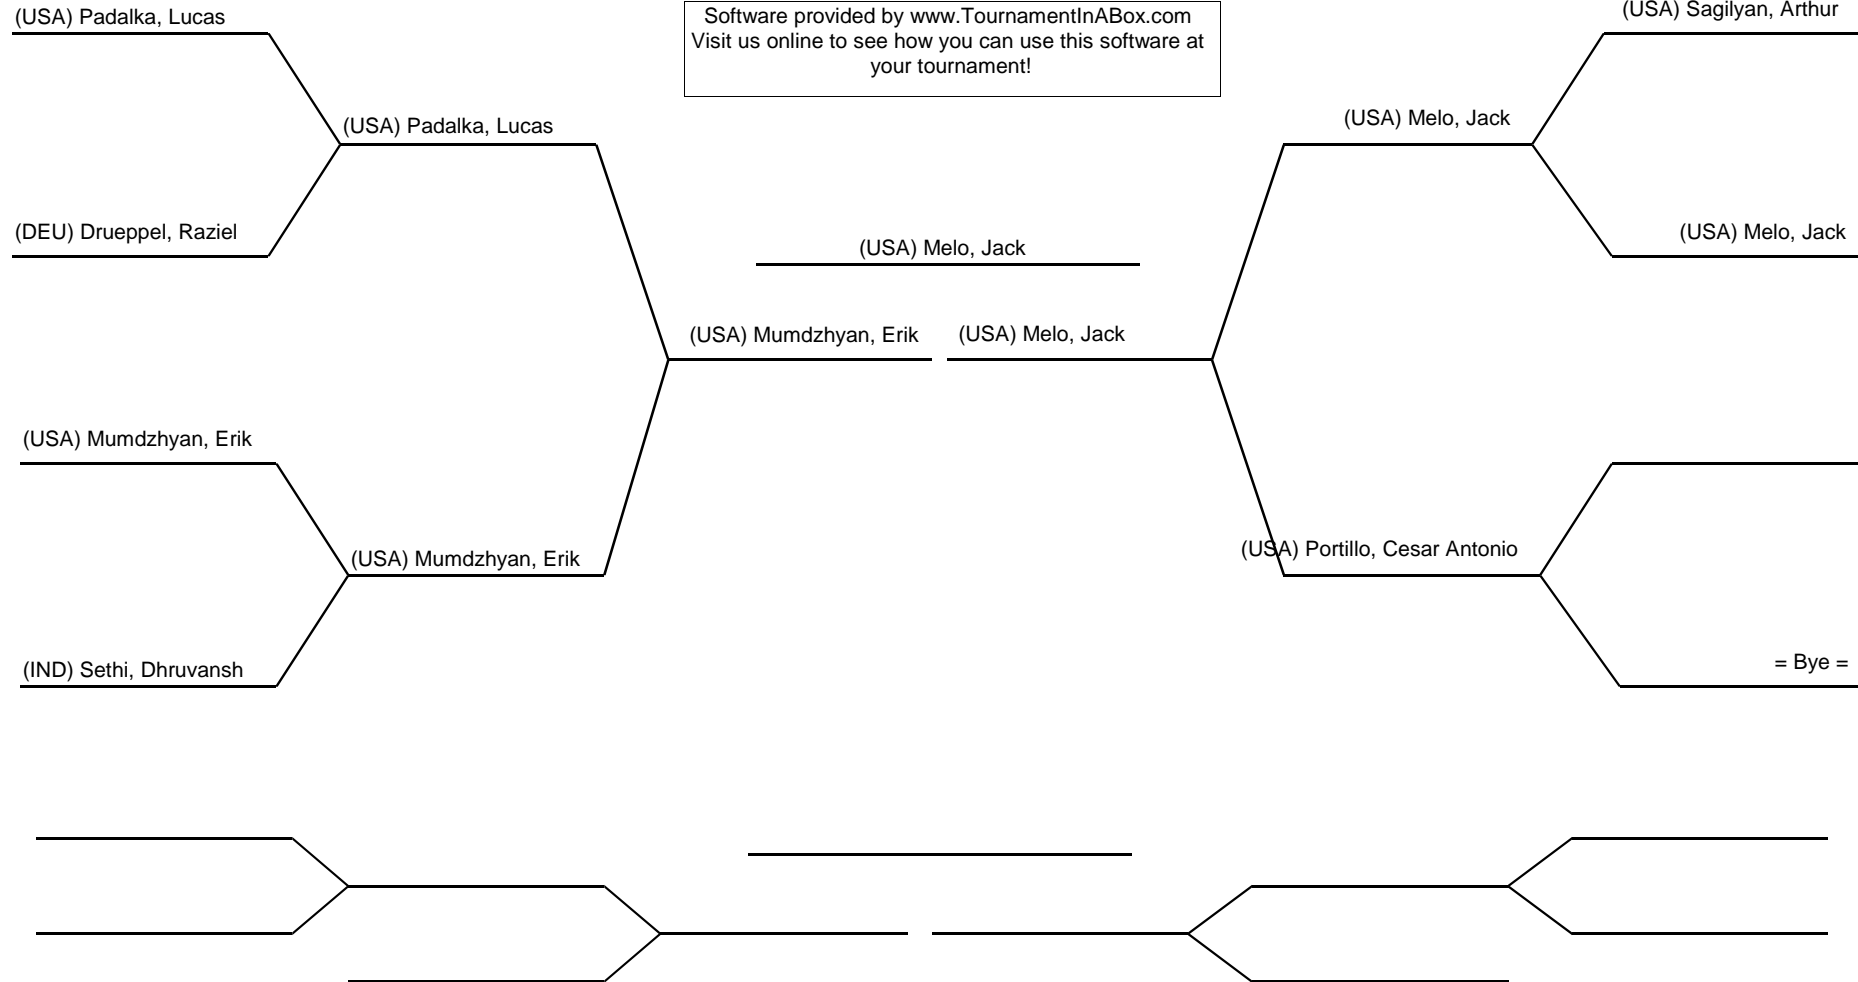 (USA) Padalka, Lucas
Software provided by www.TournamentInABox.com
Visit us online to see how you can use this software at
your tournament!
(USA) Sagilyan, Arthur
(USA) Padalka, Lucas
(USA) Melo, Jack
(DEU) Drueppel, Raziel
(USA) Melo, Jack
(USA) Melo, Jack
(USA) Mumdzhyan, Erik
(USA) Melo, Jack
(USA) Mumdzhyan, Erik
(USA) Mumdzhyan, Erik
(USA) Portillo, Cesar Antonio
(IND) Sethi, Dhruvansh
= Bye =